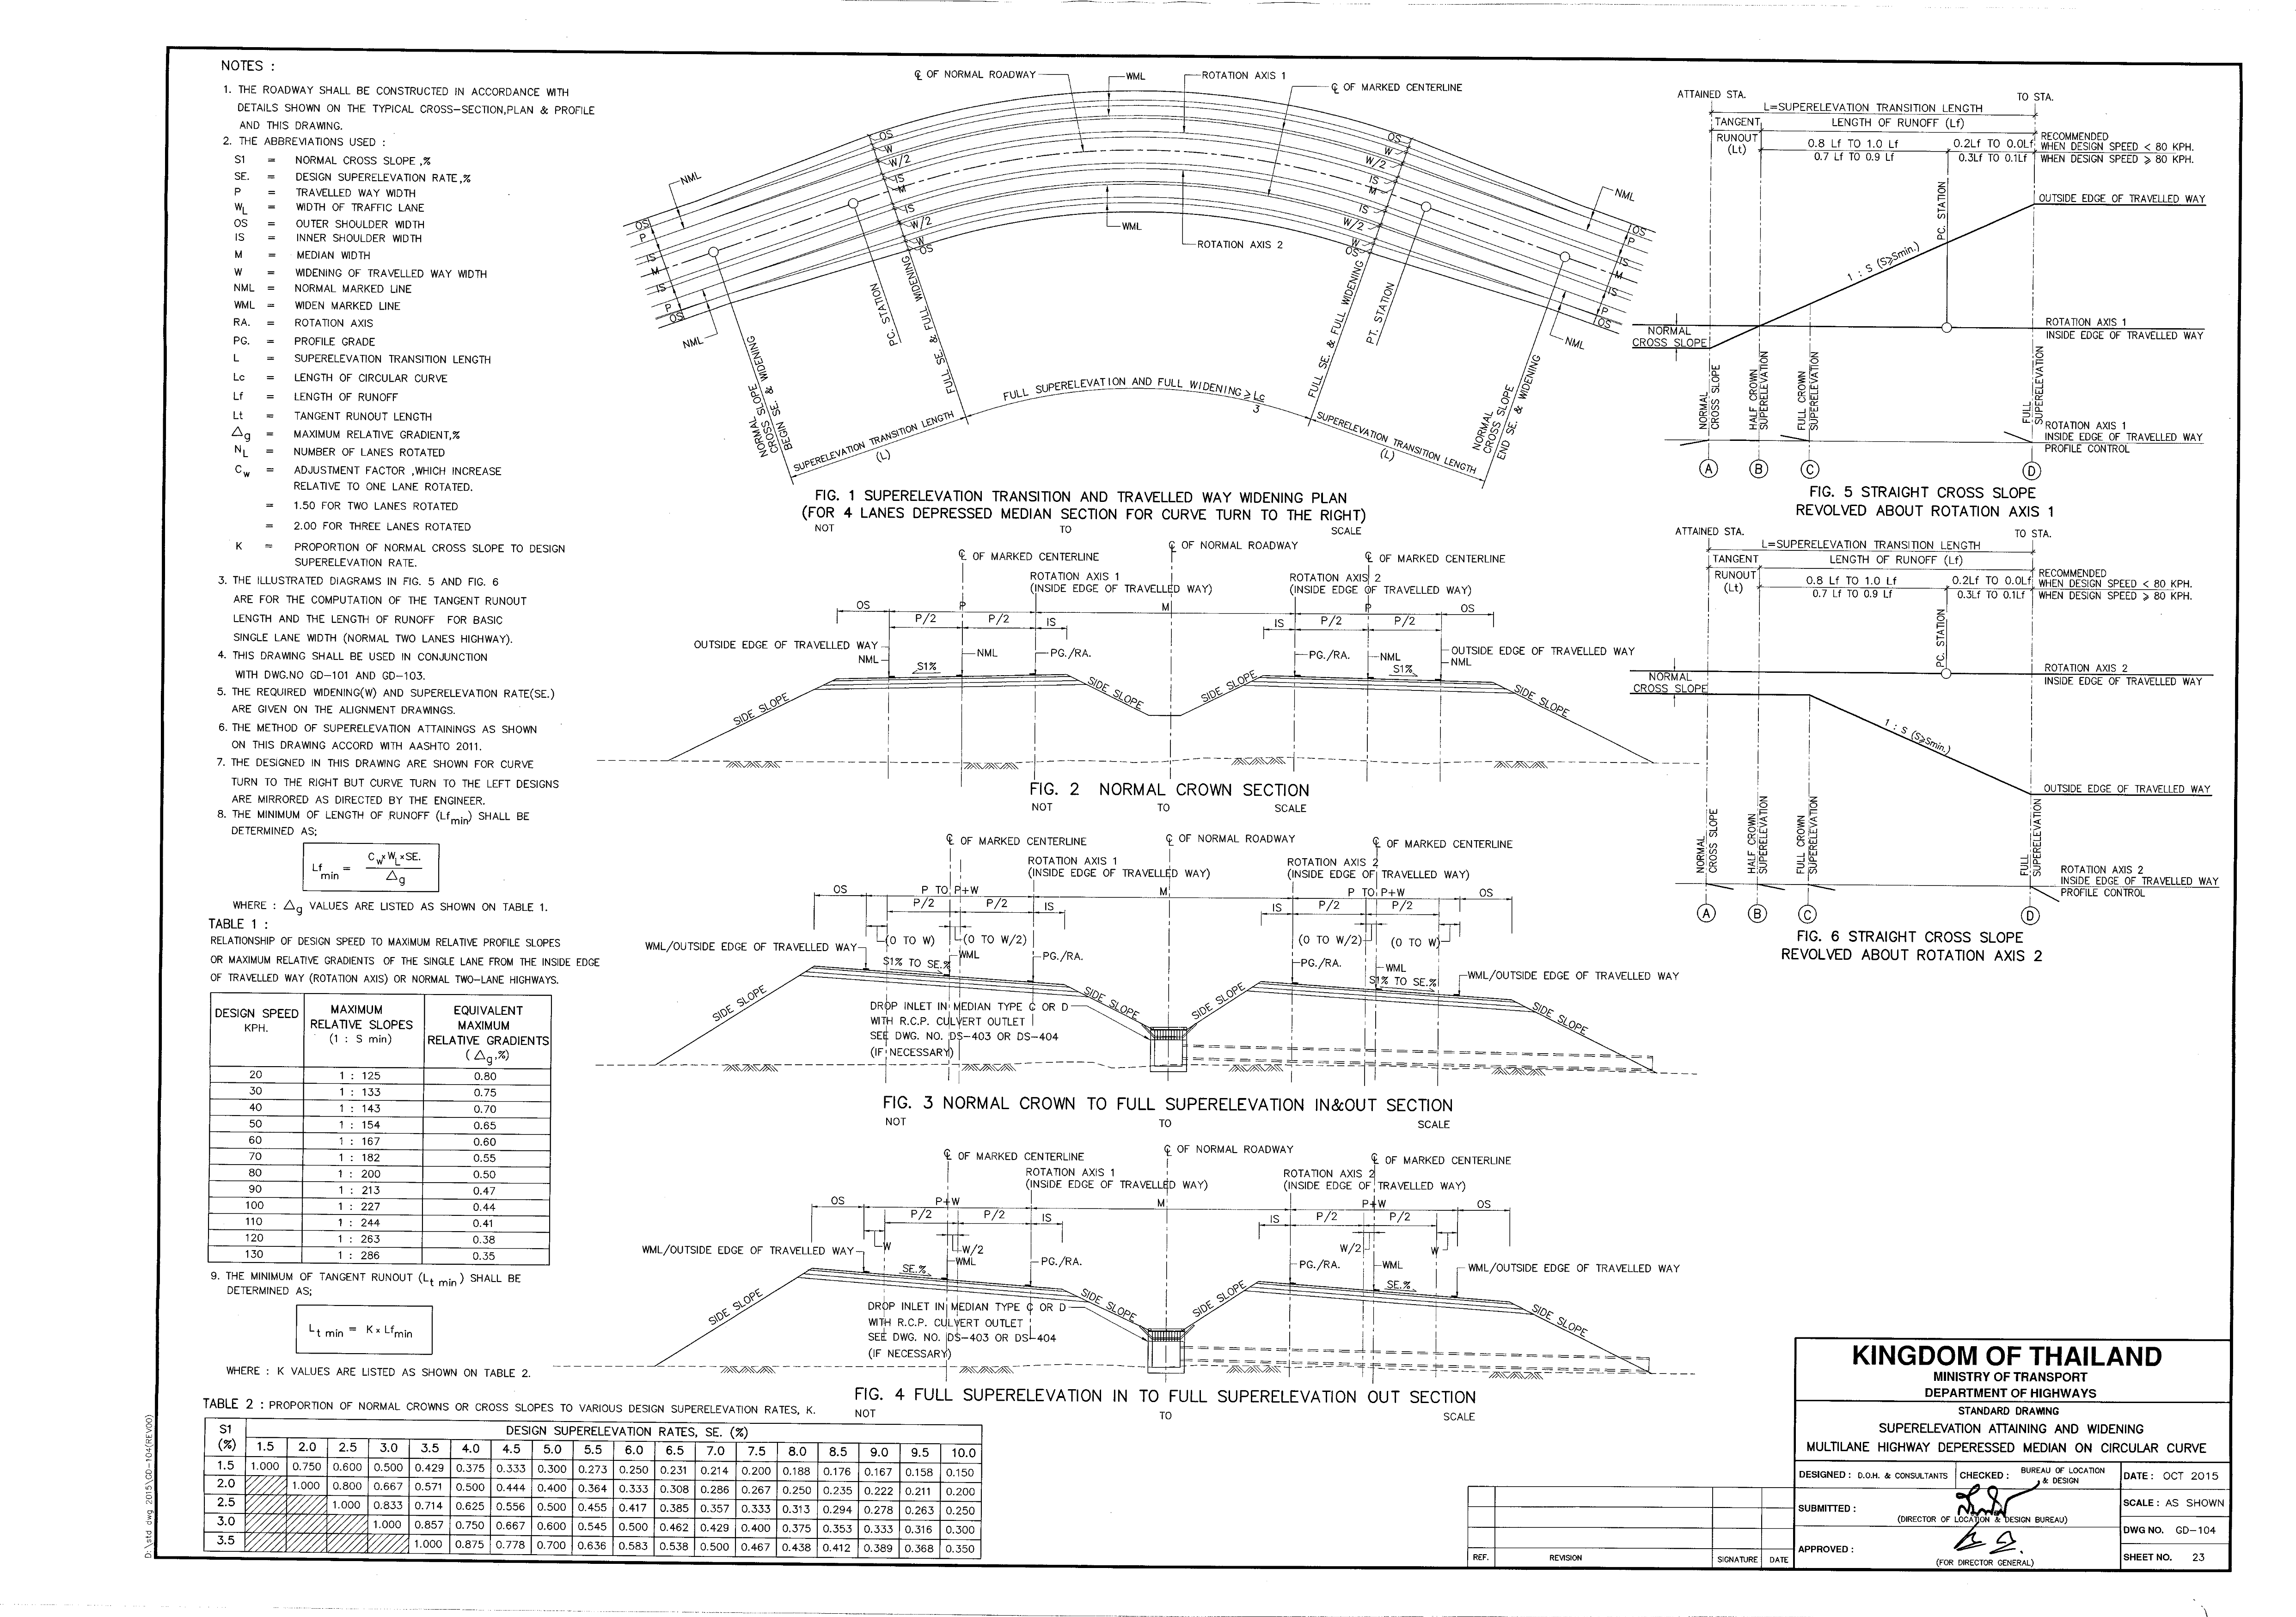 NOTES :
1. THE ROADWAY SHALL BE CONSTRUCTED IN ACCORDANCE WITH
DETAILS SHOWN ON THE TYPICAL CROSS-SECTION,PLAN & PROFILE
AND THIS DRAWING.
2. THE ABBREVIATIONS USED :
S1 = NORMAL CROSS SLOPE ,%
SE. = DESIGN SUPERELEVATION RATE,%
P = TRAVELLED WAY WIDTH
WL = WIDTH OF TRAFFIC LANE
OS = OUTER SHOULDER WIDTH
IS = INNER SHOULDER WIDTH
M = MEDIAN WIDTH
W = WIDENING OF TRAVELLED WAY WIDTH
NML = NORMAL MARKED LINE
WML = WIDEN MARKED LINE
RA. = ROTATION AXIS
PG. = PROFILE GRADE
L = SUPERELEVATION TRANSITION LENGTH
Lc = LENGTH OF CIRCULAR CURVE
Lf = LENGTH OF RUNOFF
Lt = TANGENT RUNOUT LENGTH
△g = MAXIMUM RELATIVE GRADIENT,%
NL = NUMBER OF LANES ROTATED
Cw = ADJUSTMENT FACTOR ,WHICH INCREASE
RELATIVE TO ONE LANE ROTATED.
= 1.50 FOR TWO LANES ROTATED
= 2.00 FOR THREE LANES ROTATED
K = PROPORTION OF NORMAL CROSS SLOPE TO DESIGN
SUPERELEVATION RATE.
3. THE ILLUSTRATED DIAGRAMS IN FIG. 5 AND FIG. 6
ARE FOR THE COMPUTATION OF THE TANGENT RUNOUT
LENGTH AND THE LENGTH OF RUNOFF FOR BASIC
SINGLE LANE WIDTH (NORMAL TWO LANES HIGHWAY).
4. THIS DRAWING SHALL BE USED IN CONJUNCTION
WITH DWG.NO GD-101 AND GD-103.
5. THE REQUIRED WIDENING(W) AND SUPERELEVATION RATE(SE.)
ARE GIVEN ON THE ALIGNMENT DRAWINGS.
6. THE METHOD OF SUPERELEVATION ATTAININGS AS SHOWN
ON THIS DRAWING ACCORD WITH AASHTO 2011.
7. THE DESIGNED IN THIS DRAWING ARE SHOWN FOR CURVE
TURN TO THE RIGHT BUT CURVE TURN TO THE LEFT DESIGNS
ARE MIRRORED AS DIRECTED BY THE ENGINEER.
8. THE MINIMUM OF LENGTH OF RUNOFF (Lfmin) SHALL BE
DETERMINED AS;
Lf min = Cw×WL×SE. / △g
WHERE : △g VALUES ARE LISTED AS SHOWN ON TABLE 1.
TABLE 1 :
RELATIONSHIP OF DESIGN SPEED TO MAXIMUM RELATIVE PROFILE SLOPES
OR MAXIMUM RELATIVE GRADIENTS OF THE SINGLE LANE FROM THE INSIDE EDGE
OF TRAVELLED WAY (ROTATION AXIS) OR NORMAL TWO-LANE HIGHWAYS.
DESIGN SPEED KPH. MAXIMUM RELATIVE SLOPES (1 : S min) EQUIVALENT MAXIMUM RELATIVE GRADIENTS (△g,%)
20 1 : 125 0.80
30 1 : 133 0.75
40 1 : 143 0.70
50 1 : 154 0.65
60 1 : 167 0.60
70 1 : 182 0.55
80 1 : 200 0.50
90 1 : 213 0.47
100 1 : 227 0.44
110 1 : 244 0.41
120 1 : 263 0.38
130 1 : 286 0.35
9. THE MINIMUM OF TANGENT RUNOUT (Lt min) SHALL BE
DETERMINED AS;
Lt min = K × Lfmin
WHERE : K VALUES ARE LISTED AS SHOWN ON TABLE 2.
TABLE 2 : PROPORTION OF NORMAL CROWNS OR CROSS SLOPES TO VARIOUS DESIGN SUPERELEVATION RATES, K.
S1 (%) DESIGN SUPERELEVATION RATES, SE. (%)
1.5 2.0 2.5 3.0 3.5 4.0 4.5 5.0 5.5 6.0 6.5 7.0 7.5 8.0 8.5 9.0 9.5 10.0
1.5 1.000 0.750 0.600 0.500 0.429 0.375 0.333 0.300 0.273 0.250 0.231 0.214 0.200 0.188 0.176 0.167 0.158 0.150
2.0 1.000 0.800 0.667 0.571 0.500 0.444 0.400 0.364 0.333 0.308 0.286 0.267 0.250 0.235 0.222 0.211 0.200
2.5 1.000 0.833 0.714 0.625 0.556 0.500 0.455 0.417 0.385 0.357 0.333 0.313 0.294 0.278 0.263 0.250
3.0 1.000 0.857 0.750 0.667 0.600 0.545 0.500 0.462 0.429 0.400 0.375 0.353 0.333 0.316 0.300
3.5 1.000 0.875 0.778 0.700 0.636 0.583 0.538 0.500 0.467 0.438 0.412 0.389 0.368 0.350
D:\std dwg 2015\GD-104(REV00)
℄ OF NORMAL ROADWAY
WML
ROTATION AXIS 1
℄ OF MARKED CENTERLINE
OS
W
W/2
IS
M
IS
W/2
W
OS
OS
W
W/2
IS
M
IS
W/2
W
OS
NML
NML
OS
P
IS
M
IS
P
OS
OS
P
IS
M
IS
P
OS
WML
ROTATION AXIS 2
NML
NML
NORMAL CROSS SLOPE
BEGIN SE. & WIDENING
PC. STATION
FULL SE. & FULL WIDENING
FULL SE. & FULL WIDENING
PT. STATION
NORMAL CROSS SLOPE
END SE. & WIDENING
FULL SUPERELEVATION AND FULL WIDENING ⩾ Lc/3
SUPERELEVATION TRANSITION LENGTH
(L)
SUPERELEVATION TRANSITION LENGTH
(L)
FIG. 1 SUPERELEVATION TRANSITION AND TRAVELLED WAY WIDENING PLAN
(FOR 4 LANES DEPRESSED MEDIAN SECTION FOR CURVE TURN TO THE RIGHT)
NOT TO SCALE
℄ OF MARKED CENTERLINE
℄ OF NORMAL ROADWAY
℄ OF MARKED CENTERLINE
ROTATION AXIS 1
(INSIDE EDGE OF TRAVELLED WAY)
ROTATION AXIS 2
(INSIDE EDGE OF TRAVELLED WAY)
OS P M P OS
P/2 P/2 IS IS P/2 P/2
OUTSIDE EDGE OF TRAVELLED WAY
NML
NML
PG./RA.
PG./RA.
NML
OUTSIDE EDGE OF TRAVELLED WAY
NML
S1%
S1%
SIDE SLOPE
SIDE SLOPE
SIDE SLOPE
SIDE SLOPE
FIG. 2 NORMAL CROWN SECTION
NOT TO SCALE
℄ OF MARKED CENTERLINE
℄ OF NORMAL ROADWAY
℄ OF MARKED CENTERLINE
ROTATION AXIS 1
(INSIDE EDGE OF TRAVELLED WAY)
ROTATION AXIS 2
(INSIDE EDGE OF TRAVELLED WAY)
OS P TO P+W M P TO P+W OS
P/2 P/2 IS IS P/2 P/2
(0 TO W) (0 TO W/2) (0 TO W/2) (0 TO W)
WML/OUTSIDE EDGE OF TRAVELLED WAY
WML
PG./RA.
PG./RA.
WML
WML/OUTSIDE EDGE OF TRAVELLED WAY
S1% TO SE.%
S1% TO SE.%
SIDE SLOPE
SIDE SLOPE
SIDE SLOPE
SIDE SLOPE
DROP INLET IN MEDIAN TYPE C OR D
WITH R.C.P. CULVERT OUTLET
SEE DWG. NO. DS-403 OR DS-404
(IF NECESSARY)
FIG. 3 NORMAL CROWN TO FULL SUPERELEVATION IN&OUT SECTION
NOT TO SCALE
℄ OF MARKED CENTERLINE
℄ OF NORMAL ROADWAY
℄ OF MARKED CENTERLINE
ROTATION AXIS 1
(INSIDE EDGE OF TRAVELLED WAY)
ROTATION AXIS 2
(INSIDE EDGE OF TRAVELLED WAY)
OS P+W M P+W OS
P/2 P/2 IS IS P/2 P/2
W W/2 W/2 W
WML/OUTSIDE EDGE OF TRAVELLED WAY
WML
PG./RA.
PG./RA.
WML
WML/OUTSIDE EDGE OF TRAVELLED WAY
SE.%
SE.%
SIDE SLOPE
SIDE SLOPE
SIDE SLOPE
SIDE SLOPE
DROP INLET IN MEDIAN TYPE C OR D
WITH R.C.P. CULVERT OUTLET
SEE DWG. NO. DS-403 OR DS-404
(IF NECESSARY)
FIG. 4 FULL SUPERELEVATION IN TO FULL SUPERELEVATION OUT SECTION
NOT TO SCALE
ATTAINED STA.
TO STA.
L=SUPERELEVATION TRANSITION LENGTH
TANGENT RUNOUT (Lt)
LENGTH OF RUNOFF (Lf)
0.8 Lf TO 1.0 Lf 0.2Lf TO 0.0Lf RECOMMENDED WHEN DESIGN SPEED < 80 KPH.
0.7 Lf TO 0.9 Lf 0.3Lf TO 0.1Lf WHEN DESIGN SPEED ⩾ 80 KPH.
PC. STATION
OUTSIDE EDGE OF TRAVELLED WAY
1 : S (S⩾Smin.)
NORMAL CROSS SLOPE
ROTATION AXIS 1
INSIDE EDGE OF TRAVELLED WAY
NORMAL CROSS SLOPE
HALF CROWN SUPERELEVATION
FULL CROWN SUPERELEVATION
FULL SUPERELEVATION
ROTATION AXIS 1
INSIDE EDGE OF TRAVELLED WAY
PROFILE CONTROL
A B C D
FIG. 5 STRAIGHT CROSS SLOPE
REVOLVED ABOUT ROTATION AXIS 1
ATTAINED STA.
TO STA.
L=SUPERELEVATION TRANSITION LENGTH
TANGENT RUNOUT (Lt)
LENGTH OF RUNOFF (Lf)
0.8 Lf TO 1.0 Lf 0.2Lf TO 0.0Lf RECOMMENDED WHEN DESIGN SPEED < 80 KPH.
0.7 Lf TO 0.9 Lf 0.3Lf TO 0.1Lf WHEN DESIGN SPEED ⩾ 80 KPH.
PC. STATION
ROTATION AXIS 2
INSIDE EDGE OF TRAVELLED WAY
NORMAL CROSS SLOPE
1 : S (S⩾Smin.)
OUTSIDE EDGE OF TRAVELLED WAY
NORMAL CROSS SLOPE
HALF CROWN SUPERELEVATION
FULL CROWN SUPERELEVATION
FULL SUPERELEVATION
ROTATION AXIS 2
INSIDE EDGE OF TRAVELLED WAY
PROFILE CONTROL
A B C D
FIG. 6 STRAIGHT CROSS SLOPE
REVOLVED ABOUT ROTATION AXIS 2
REF. REVISION SIGNATURE DATE
KINGDOM OF THAILAND
MINISTRY OF TRANSPORT
DEPARTMENT OF HIGHWAYS
STANDARD DRAWING
SUPERELEVATION ATTAINING AND WIDENING
MULTILANE HIGHWAY DEPERESSED MEDIAN ON CIRCULAR CURVE
DESIGNED : D.O.H. & CONSULTANTS
CHECKED : BUREAU OF LOCATION & DESIGN
DATE : OCT 2015
SUBMITTED :
(DIRECTOR OF LOCATION & DESIGN BUREAU)
SCALE : AS SHOWN
DWG NO. GD-104
APPROVED :
(FOR DIRECTOR GENERAL)
SHEET NO. 23